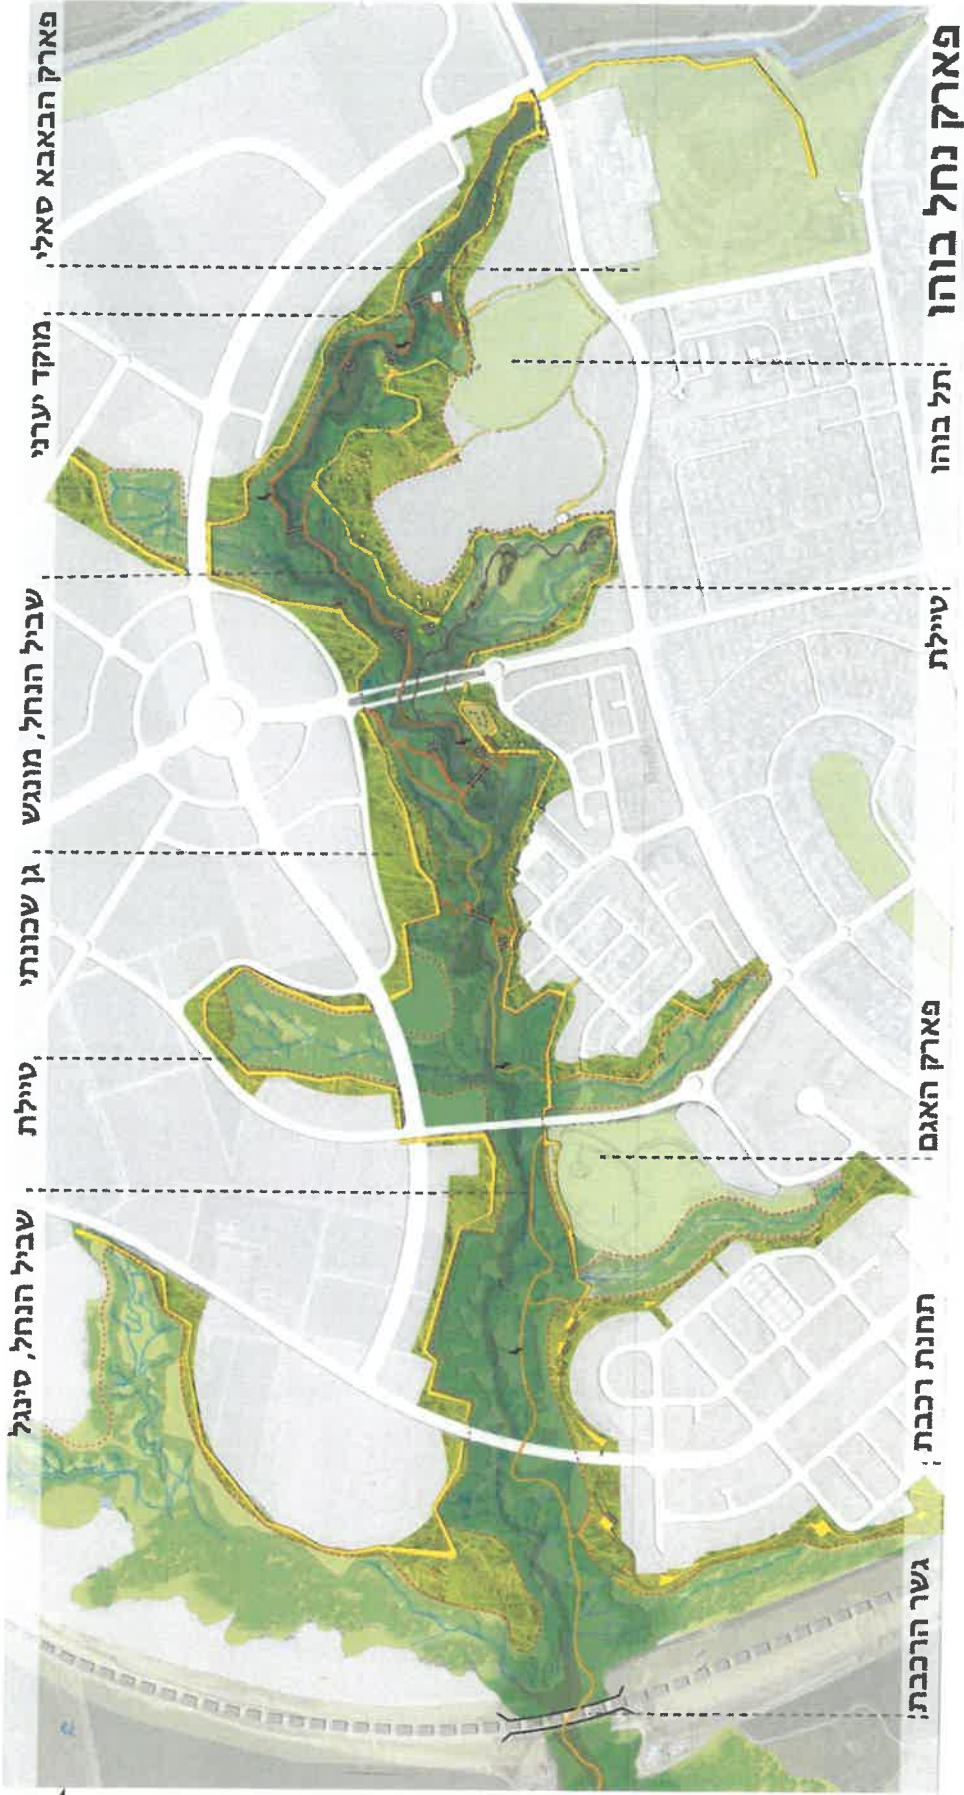 פארק נחל בוהו
פארק הבאבא סאלי
מוקד יערני
שביל הנחל, מונגש
גן שכונתי
טיילת
שביל הנחל, סינגל
תל בוהו
טיילת
פארק האגם
תחנת רכבת
גשר הרכבת